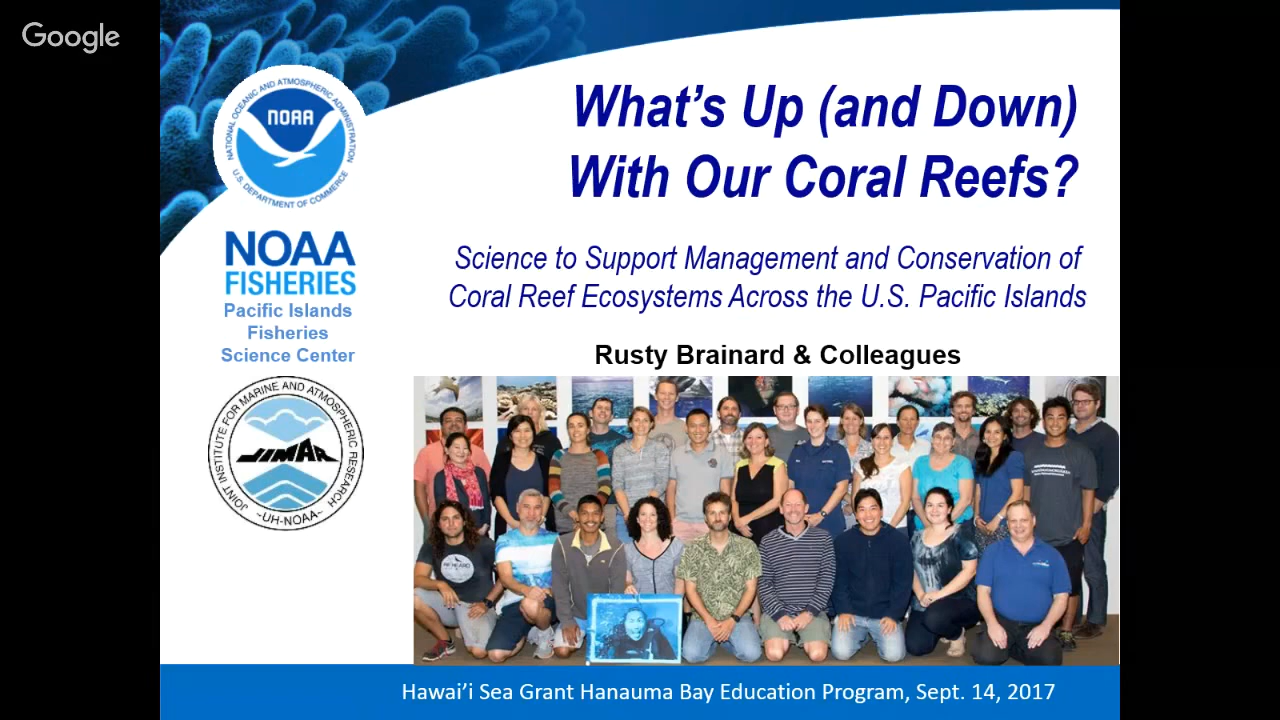 Google
What's Up (and Down)
With Our Coral Reefs?
NATIONAL OCEANIC AND ATMOSPHERIC ADMINISTRATION
NOAA
U.S. DEPARTMENT OF COMMERCE
NOAA
FISHERIES
Pacific Islands
Fisheries
Science Center
Science to Support Management and Conservation of
Coral Reef Ecosystems Across the U.S. Pacific Islands
Rusty Brainard & Colleagues
JOINT INSTITUTE FOR MARINE AND ATMOSPHERIC RESEARCH
JIMAR
~UH-NOAA~
Hawai'i Sea Grant Hanauma Bay Education Program, Sept. 14, 2017